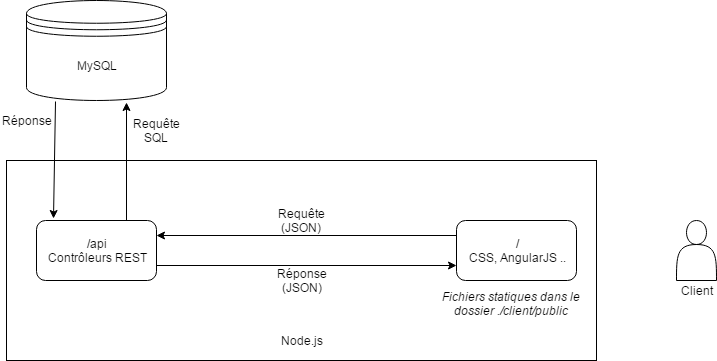 MySQL
Réponse
Requête
SQL
Requête
(JSON)
/api
Contrôleurs REST
/
CSS, AngularJS ..
Réponse
(JSON)
Fichiers statiques dans le
dossier ./client/public
Client
Node.js